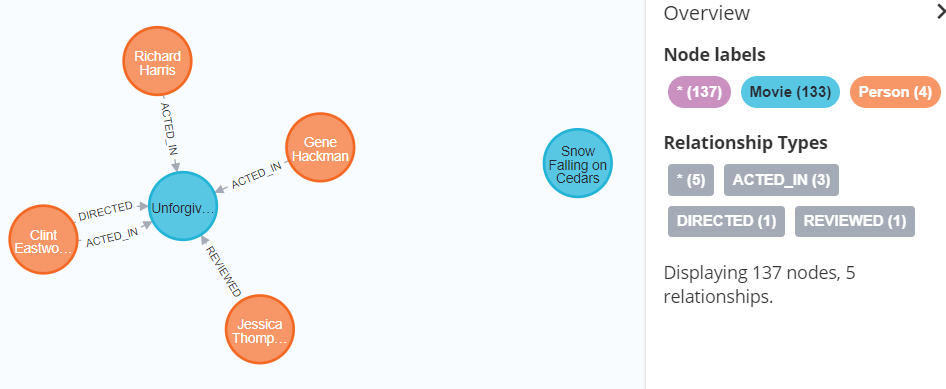 Richard
Harris
ACTED_IN
Gene
Hackman
ACTED_IN
Unforgiv...
DIRECTED
ACTED_IN
Clint
Eastwo...
REVIEWED
Jessica
Thomp...
Snow
Falling on
Cedars
Overview
Node labels
* (137) Movie (133) Person (4)
Relationship Types
* (5) ACTED_IN (3)
DIRECTED (1) REVIEWED (1)
Displaying 137 nodes, 5
relationships.